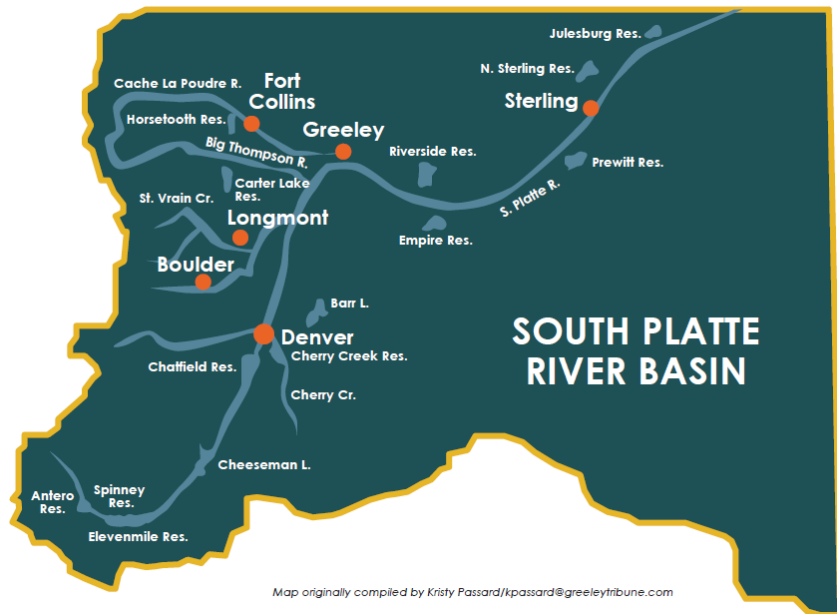 Julesburg Res.
N. Sterling Res.
Sterling
Cache La Poudre R.
Fort
Collins
Horsetooth Res.
Greeley
Big Thompson R.
Riverside Res.
Prewitt Res.
Carter Lake
Res.
S. Platte R.
St. Vrain Cr.
Longmont
Empire Res.
Boulder
Barr L.
SOUTH PLATTE
RIVER BASIN
Denver
Cherry Creek Res.
Chatfield Res.
Cherry Cr.
Cheeseman L.
Antero
Res.
Spinney
Res.
Elevenmile Res.
Map originally compiled by Kristy Passard/kpassard@greeleytribune.com